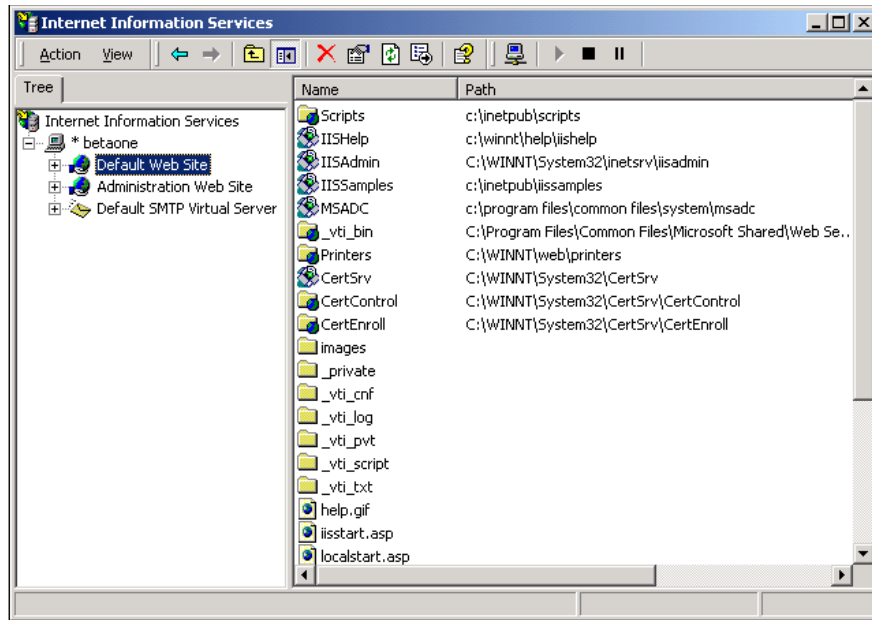 Internet Information Services
Action View
Tree
Internet Information Services
* betaone
Default Web Site
Administration Web Site
Default SMTP Virtual Server
Name Path
Scripts c:\inetpub\scripts
IISHelp c:\winnt\help\iishelp
IISAdmin C:\WINNT\System32\inetsrv\iisadmin
IISSamples c:\inetpub\iissamples
MSADC c:\program files\common files\system\msadc
_vti_bin C:\Program Files\Common Files\Microsoft Shared\Web Se..
Printers C:\WINNT\web\printers
CertSrv C:\WINNT\System32\CertSrv
CertControl C:\WINNT\System32\CertSrv\CertControl
CertEnroll C:\WINNT\System32\CertSrv\CertEnroll
images
_private
_vti_cnf
_vti_log
_vti_pvt
_vti_script
_vti_txt
help.gif
iisstart.asp
localstart.asp